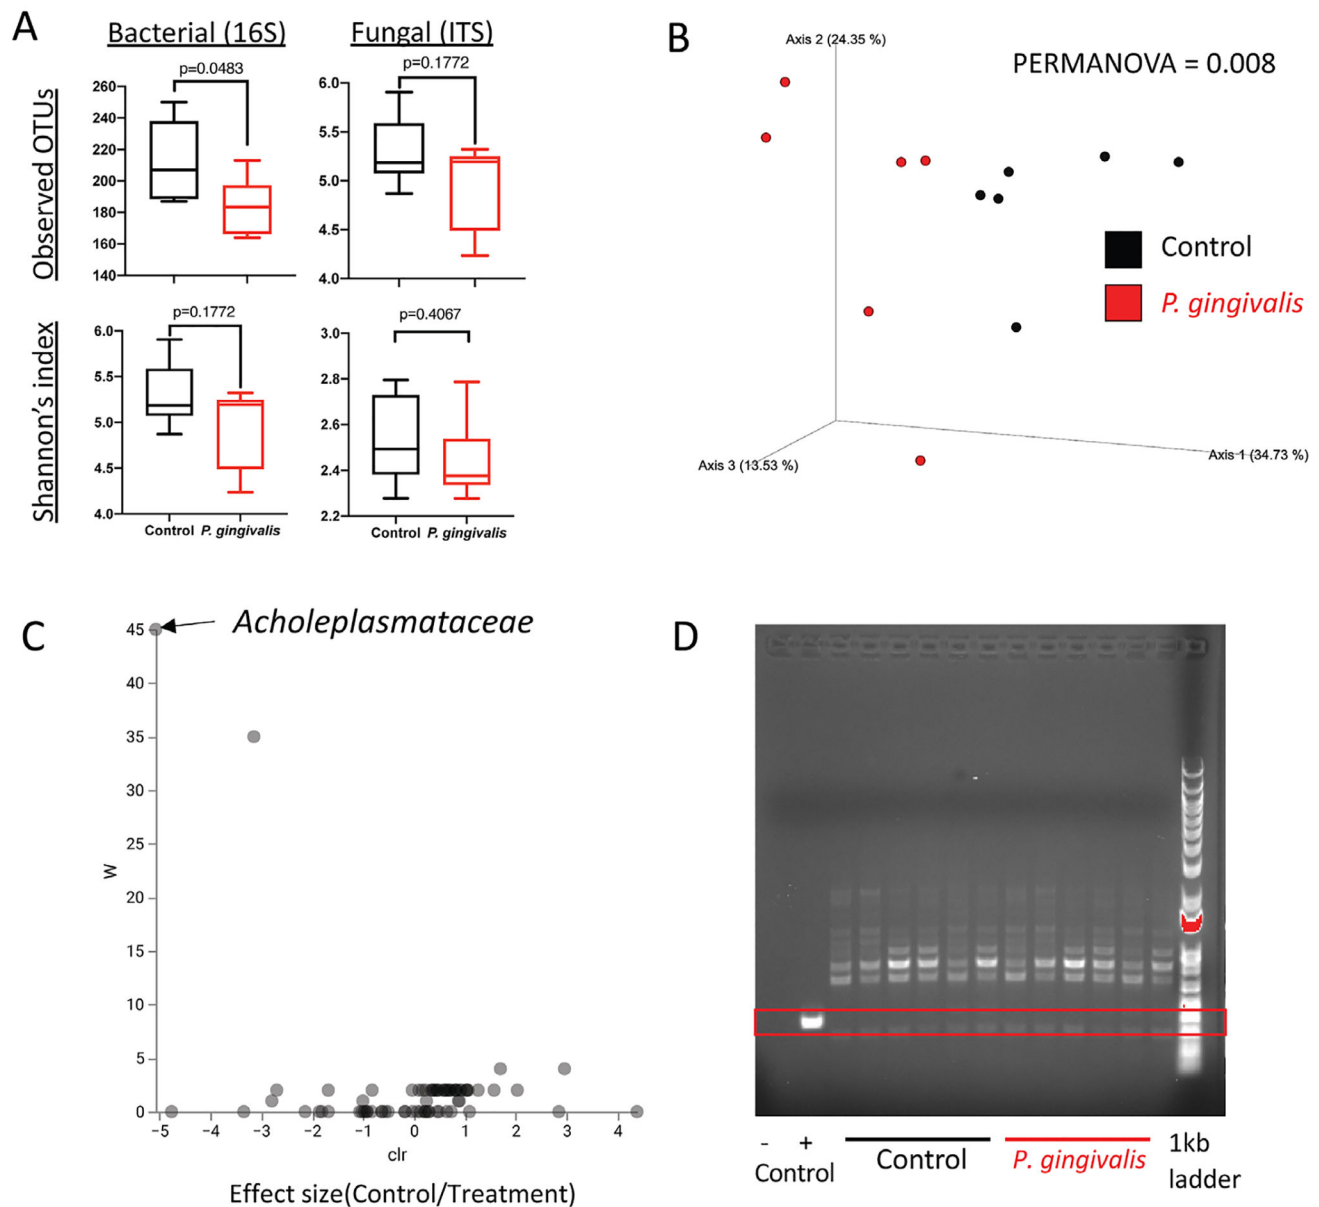 A
Bacterial (16S)
Fungal (ITS)
Observed OTUs
p=0.0483
260
240
220
200
180
160
140
p=0.1772
6.0
5.5
5.0
4.5
4.0
Shannon's index
p=0.1772
6.0
5.5
5.0
4.5
4.0
Control P. gingivalis
p=0.4067
3.0
2.8
2.6
2.4
2.2
Control P. gingivalis
B
Axis 2 (24.35 %)
PERMANOVA = 0.008
Control
P. gingivalis
Axis 3 (13.53 %)
Axis 1 (34.73 %)
C
Acholeplasmataceae
45
40
35
30
25
20
15
10
5
0
W
−5 −4 −3 −2 −1 0 1 2 3 4
clr
Effect size(Control/Treatment)
D
- +
Control
Control
P. gingivalis
1kb
ladder